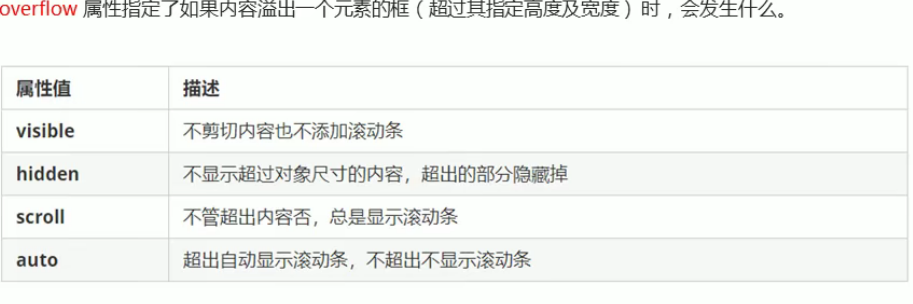 overflow 属性指定了如果内容溢出一个元素的框（超过其指定高度及宽度）时，会发生什么。
属性值 描述
visible 不剪切内容也不添加滚动条
hidden 不显示超过对象尺寸的内容，超出的部分隐藏掉
scroll 不管超出内容否，总是显示滚动条
auto 超出自动显示滚动条，不超出不显示滚动条